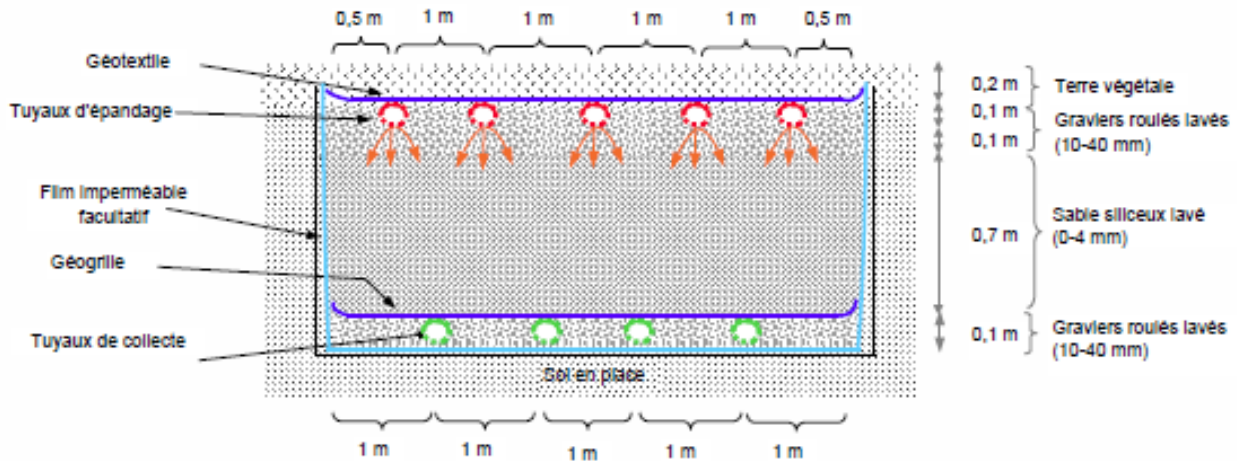 0,5 m 1 m 1 m 1 m 1 m 0,5 m
Géotextile
Tuyaux d'épandage
Film imperméable
facultatif
Géogrille
Tuyaux de collecte
0,2 m Terre végétale
0,1 m Graviers roulés lavés
0,1 m (10-40 mm)
0,7 m Sable siliceux lavé
(0-4 mm)
0,1 m Graviers roulés lavés
(10-40 mm)
Sol en place
1 m 1 m 1 m 1 m 1 m